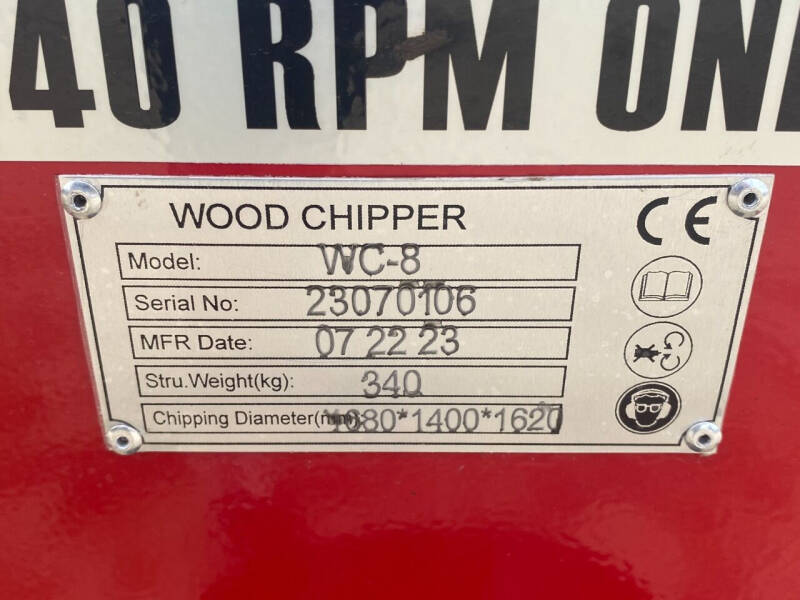 40 RPM ON
WOOD CHIPPER
CE
Model: WC-8
Serial No: 23070106
MFR Date: 07 22 23
Stru.Weight(kg): 340
Chipping Diameter(mm): 1680*1400*1620